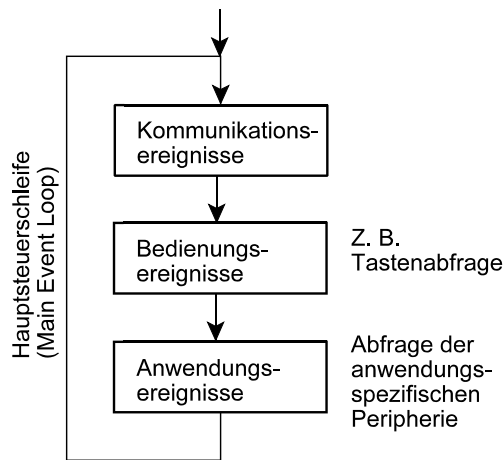 Hauptsteuerschleife
(Main Event Loop)
Kommunikations-
ereignisse
Bedienungs-
ereignisse
Z. B.
Tastenabfrage
Anwendungs-
ereignisse
Abfrage der
anwendungs-
spezifischen
Peripherie